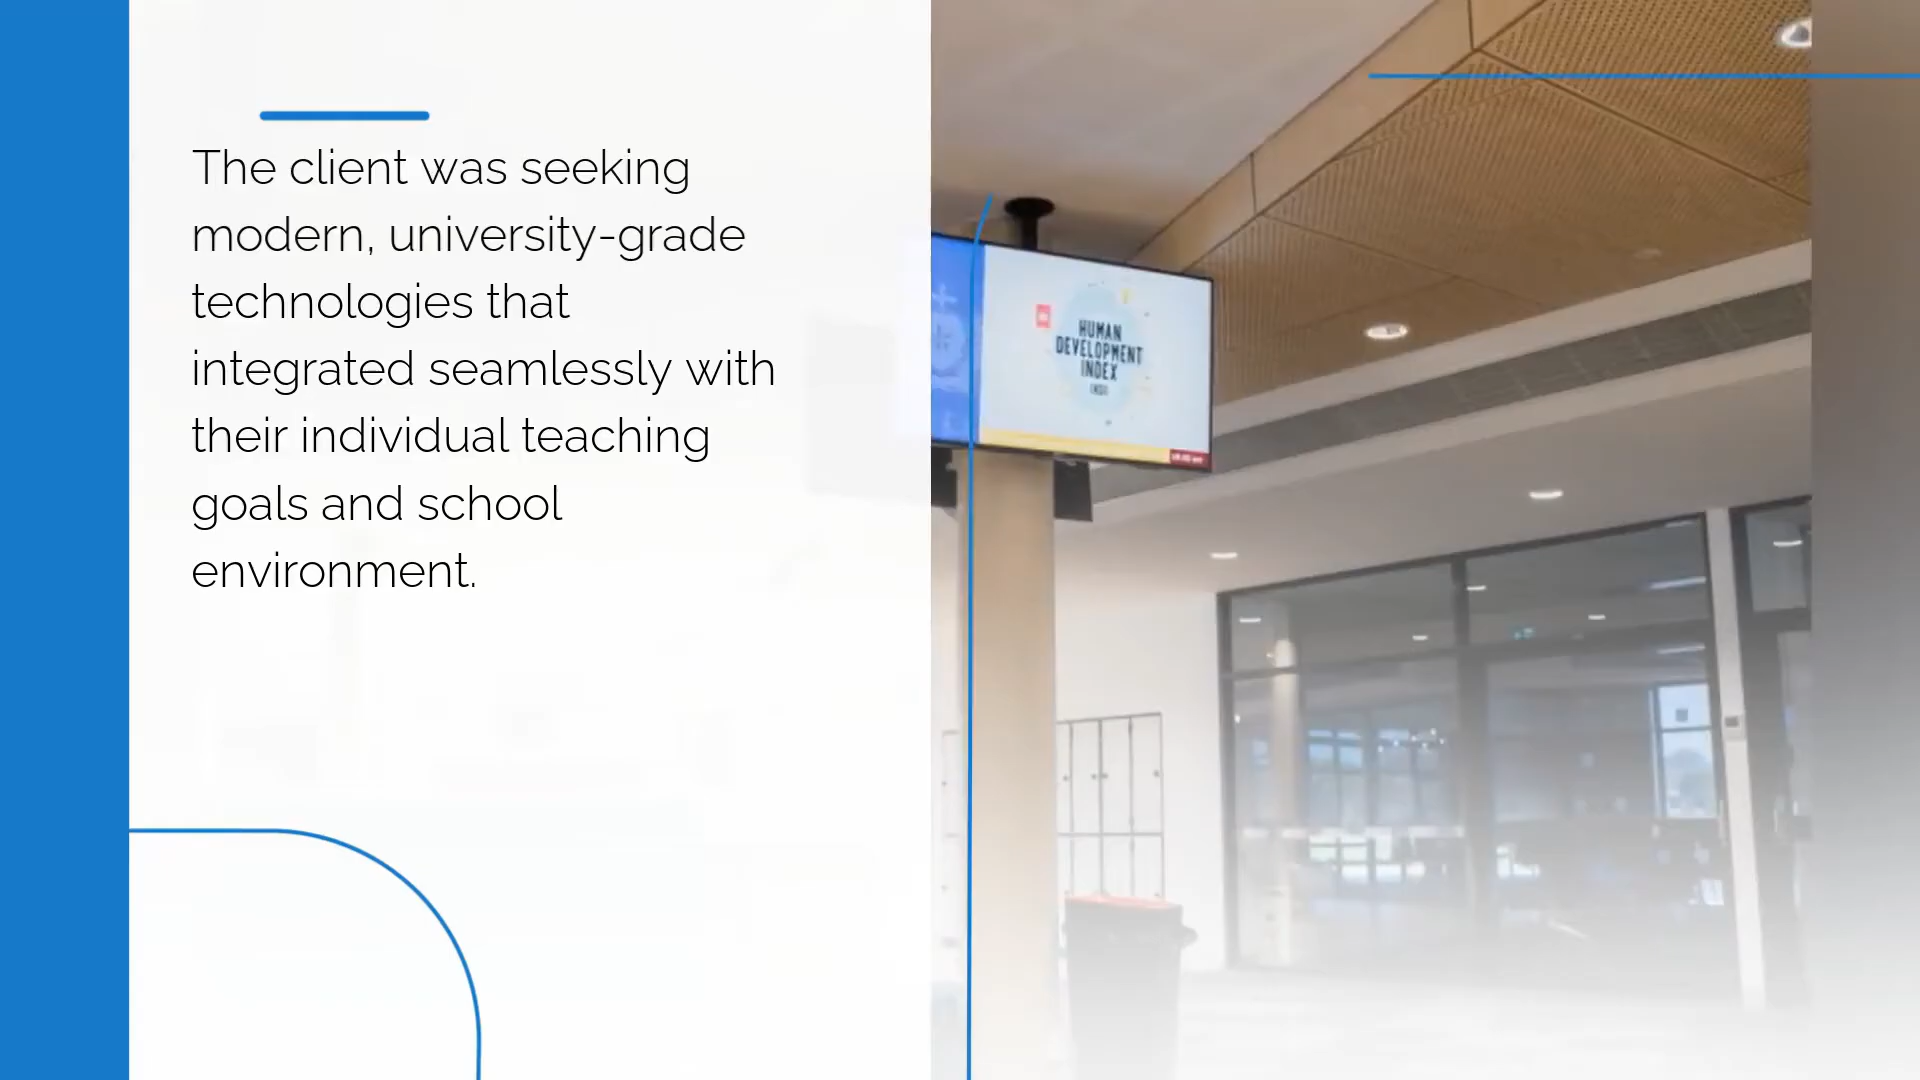 The client was seeking
modern, university-grade
technologies that
integrated seamlessly with
their individual teaching
goals and school
environment.
HUMAN
DEVELOPMENT
INDEX